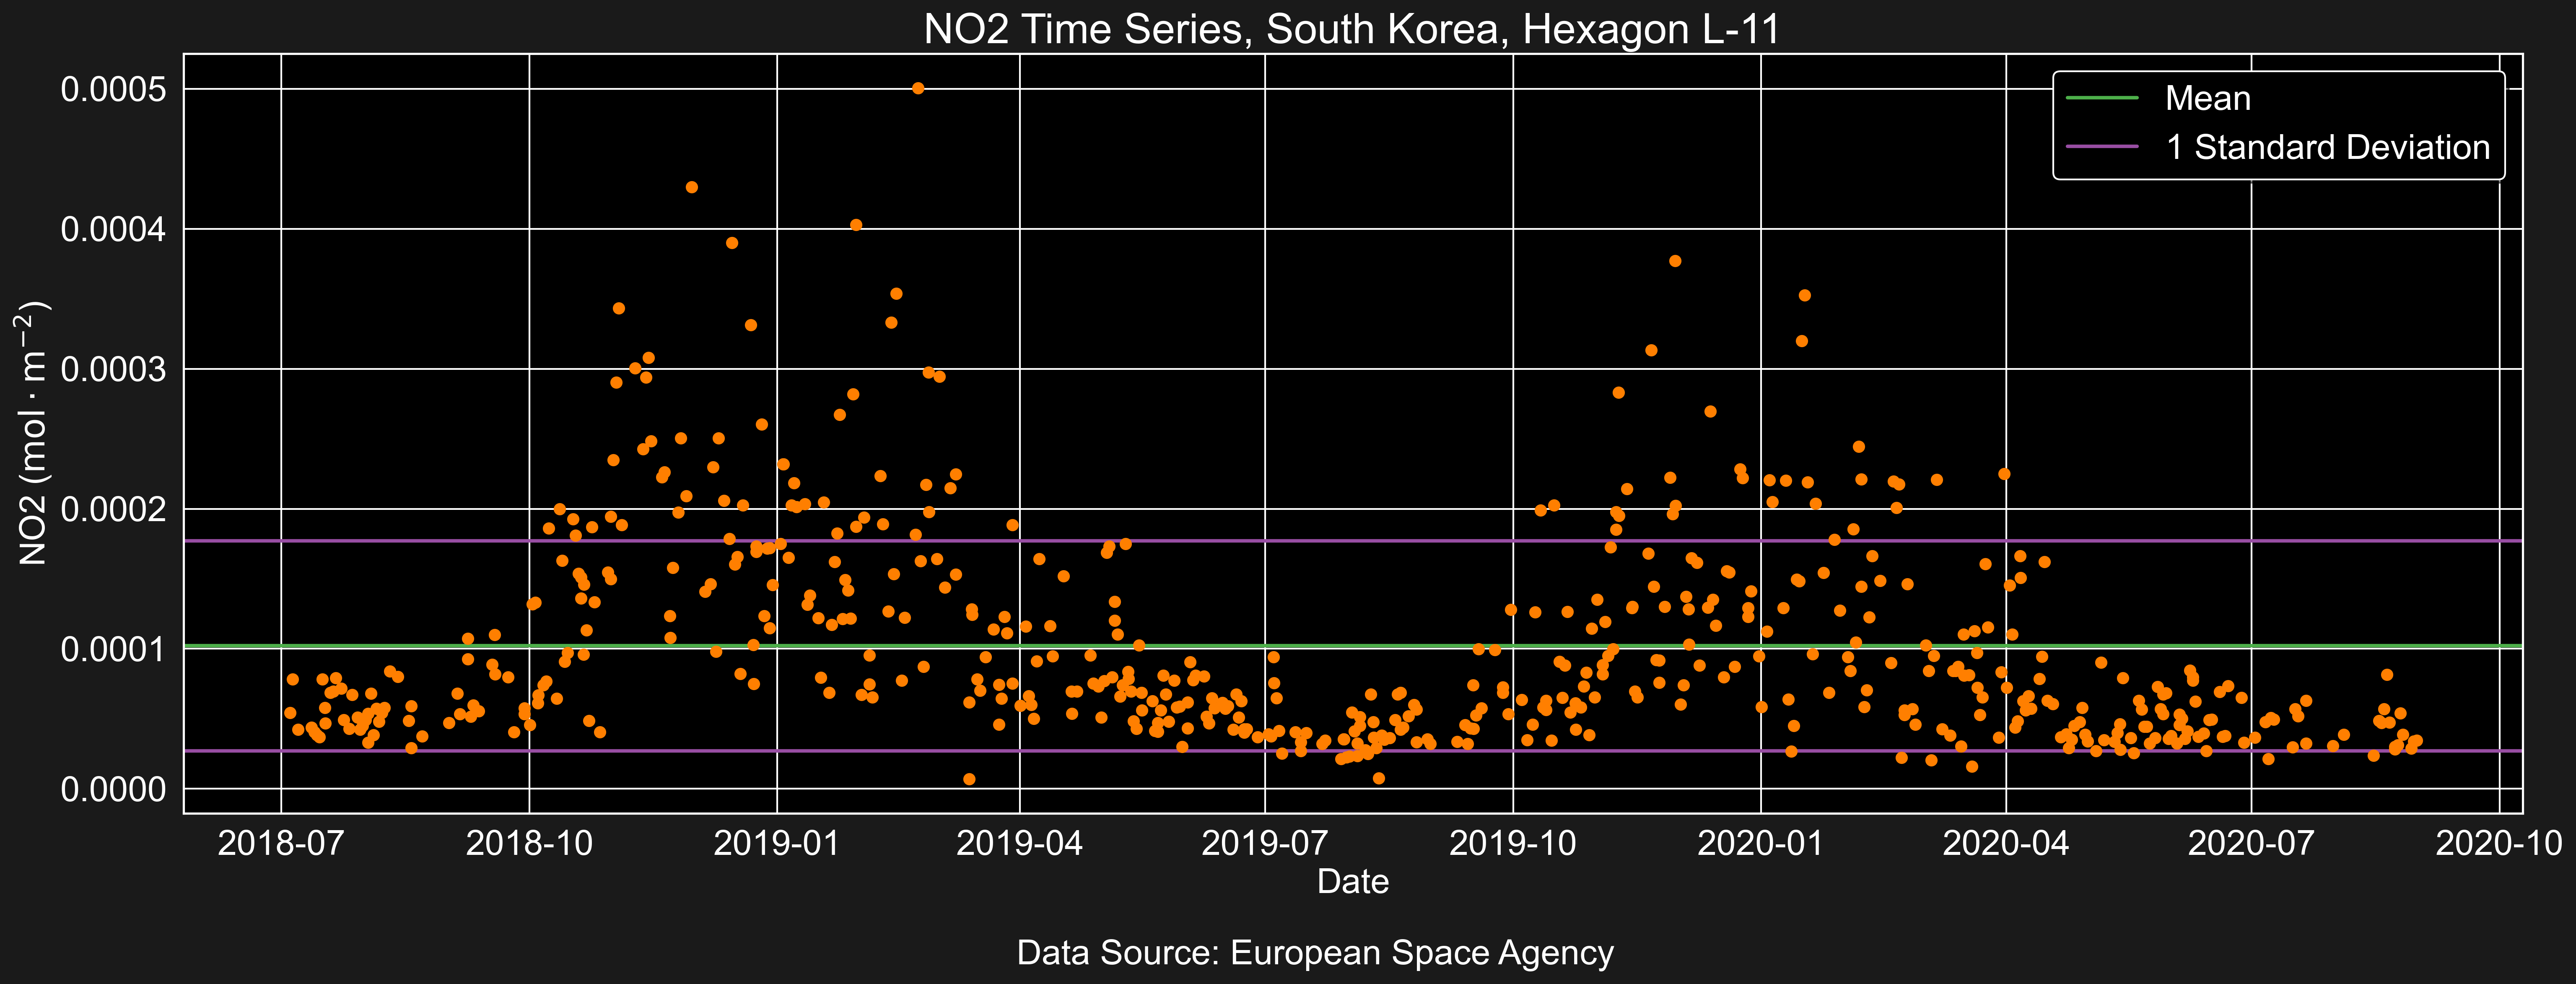 NO2 Time Series, South Korea, Hexagon L-11
Mean
1 Standard Deviation
NO2 (mol · m⁻²)
0.0005
0.0004
0.0003
0.0002
0.0001
0.0000
2018-07 2018-10 2019-01 2019-04 2019-07 2019-10 2020-01 2020-04 2020-07 2020-10
Date
Data Source: European Space Agency